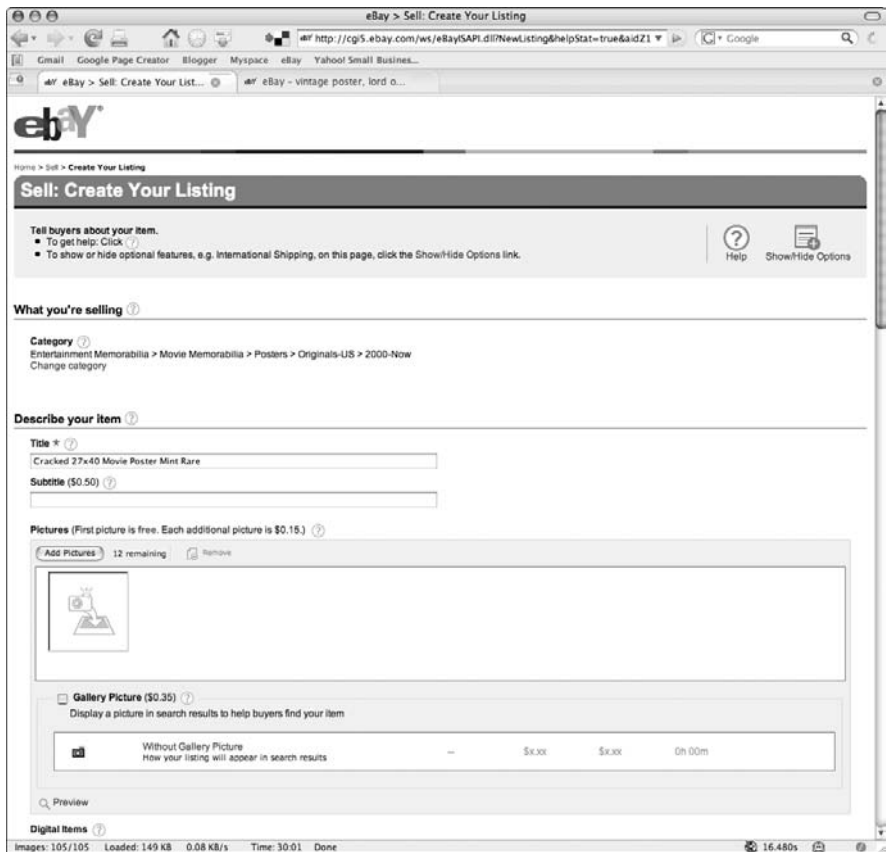 eBay > Sell: Create Your Listing
http://cgi5.ebay.com/ws/eBayISAPI.dll?NewListing&helpStat=true&aidZ1
Google
Gmail Google Page Creator Blogger Myspace eBay Yahoo! Small Busines...
eBay > Sell: Create Your List...
eBay – vintage poster, lord o...
ebaY®
Home > Sell > Create Your Listing
Sell: Create Your Listing
Tell buyers about your item.
To get help: Click ?
To show or hide optional features, e.g. International Shipping, on this page, click the Show/Hide Options link.
Help
Show/Hide Options
What you're selling ?
Category ?
Entertainment Memorabilia > Movie Memorabilia > Posters > Originals-US > 2000-Now
Change category
Describe your item ?
Title * ?
Cracked 27x40 Movie Poster Mint Rare
Subtitle ($0.50) ?
Pictures (First picture is free. Each additional picture is $0.15.) ?
Add Pictures 12 remaining Remove
Gallery Picture ($0.35) ?
Display a picture in search results to help buyers find your item
Without Gallery Picture
How your listing will appear in search results
-- $x.xx $x.xx 0h 00m
Preview
Digital Items ?
Images: 105/105 Loaded: 149 KB 0.08 KB/s Time: 30:01 Done
16.480s